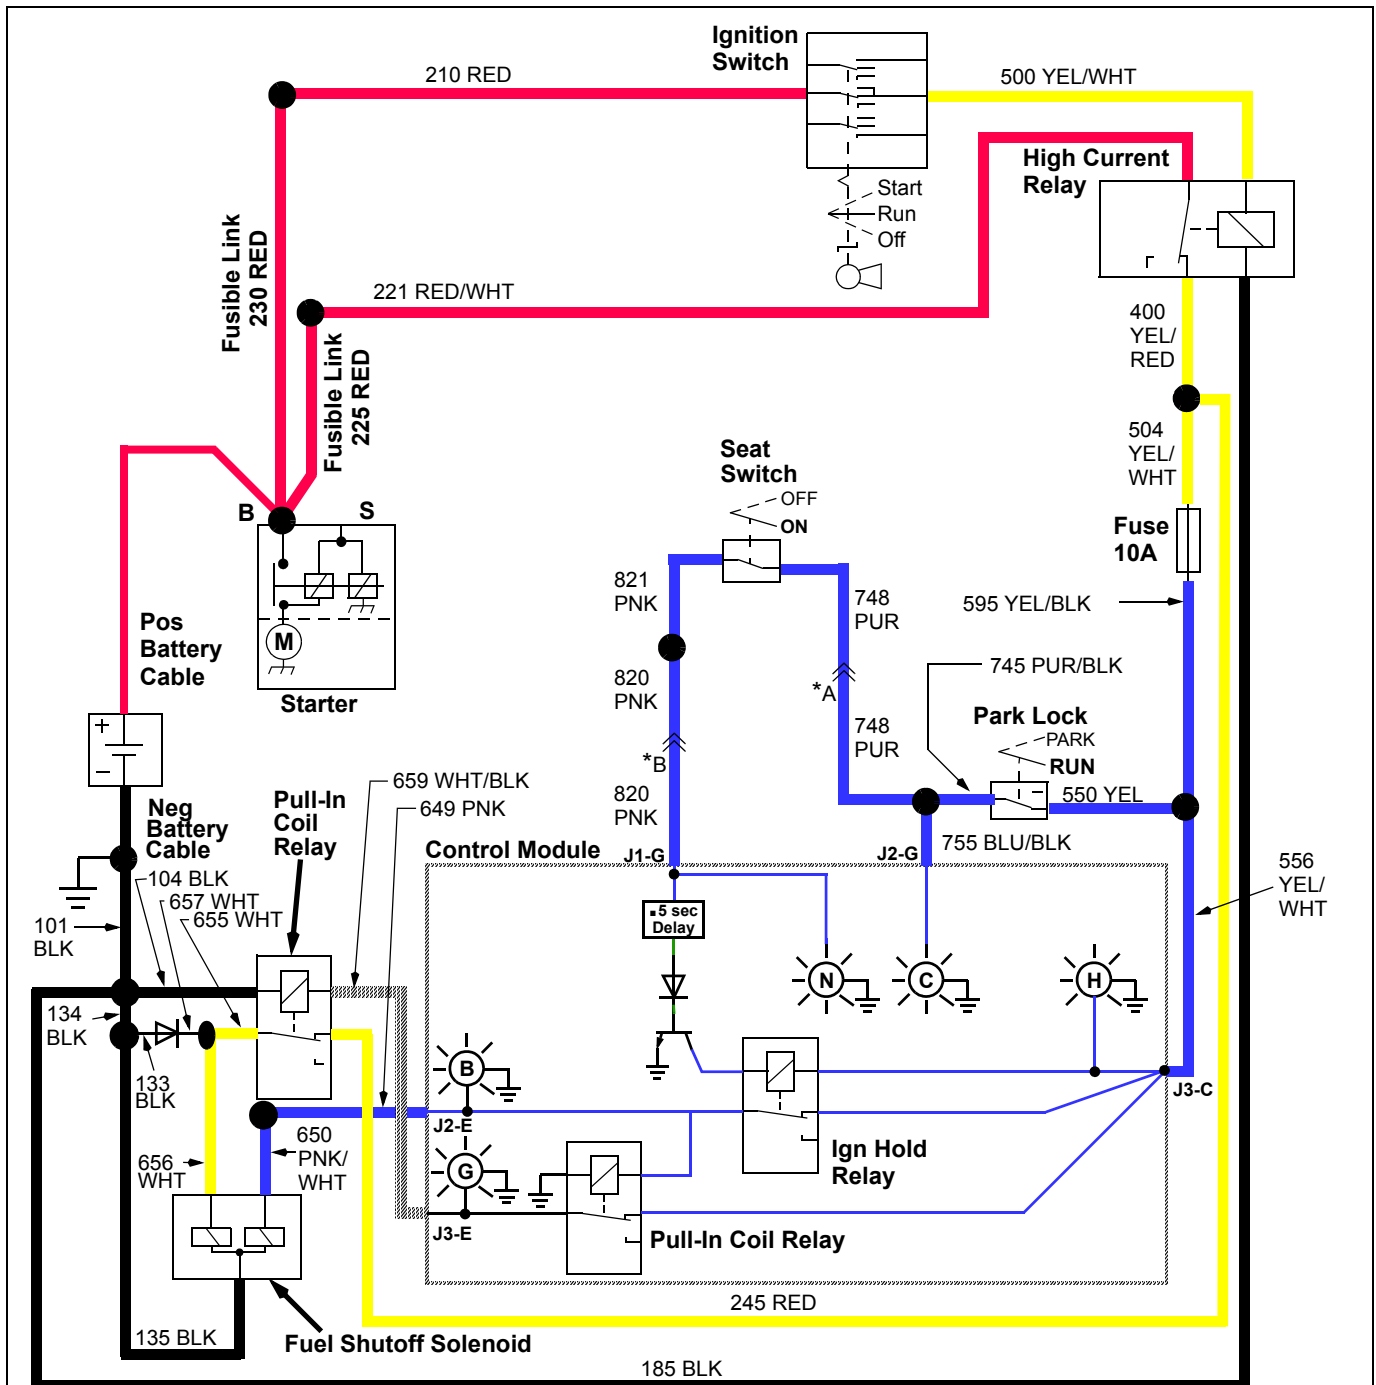 Ignition
Switch
210 RED
500 YEL/WHT
High Current
Relay
Start
Run
Off
Fusible Link
230 RED
221 RED/WHT
Fusible Link
225 RED
400
YEL/
RED
504
YEL/
WHT
Seat
Switch
OFF
ON
B
S
Fuse
10A
821
PNK
748
PUR
595 YEL/BLK
Pos
Battery
Cable
M
Starter
820
PNK
*A
745 PUR/BLK
Park Lock
PARK
RUN
748
PUR
*B
+
–
659 WHT/BLK
649 PNK
Pull-In
Coil
Relay
Neg
Battery
Cable
820
PNK
–
550 YEL
755 BLU/BLK
Control Module
J1-G
J2-G
556
YEL/
WHT
104 BLK
657 WHT
655 WHT
101
BLK
.5 sec
Delay
N
C
H
134
BLK
133
BLK
B
J3-C
J2-E
650
PNK/
WHT
656
WHT
G
Ign Hold
Relay
J3-E
Pull-In Coil Relay
245 RED
135 BLK
Fuel Shutoff Solenoid
185 BLK